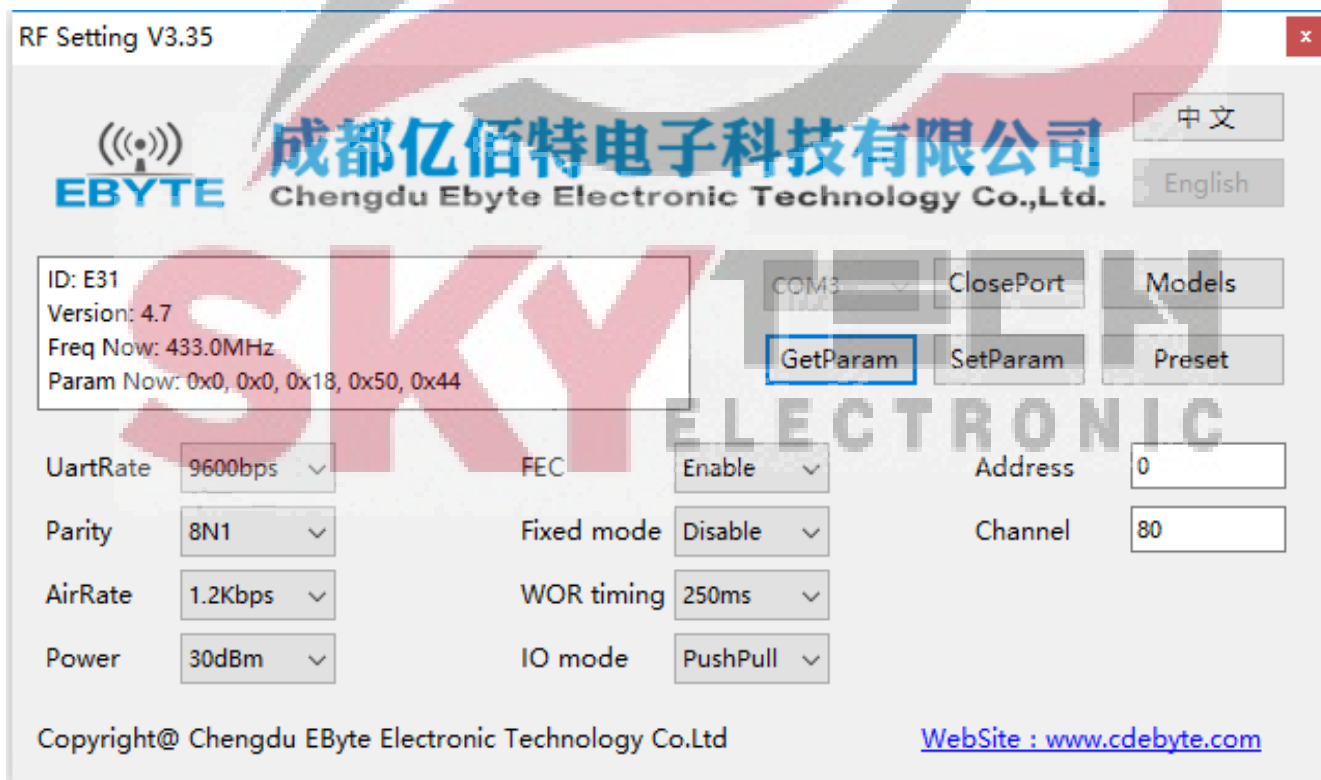 RF Setting V3.35
x
中文
EBYTE
成都亿佰特电子科技有限公司
Chengdu Ebyte Electronic Technology Co.,Ltd.
English
SKYTECH
ELECTRONIC
ID: E31
Version: 4.7
Freq Now: 433.0MHz
Param Now: 0x0, 0x0, 0x18, 0x50, 0x44
COM3 ClosePort Models
GetParam SetParam Preset
UartRate 9600bps FEC Enable Address 0
Parity 8N1 Fixed mode Disable Channel 80
AirRate 1.2Kbps WOR timing 250ms
Power 30dBm IO mode PushPull
Copyright@ Chengdu EByte Electronic Technology Co.Ltd WebSite : www.cdebyte.com